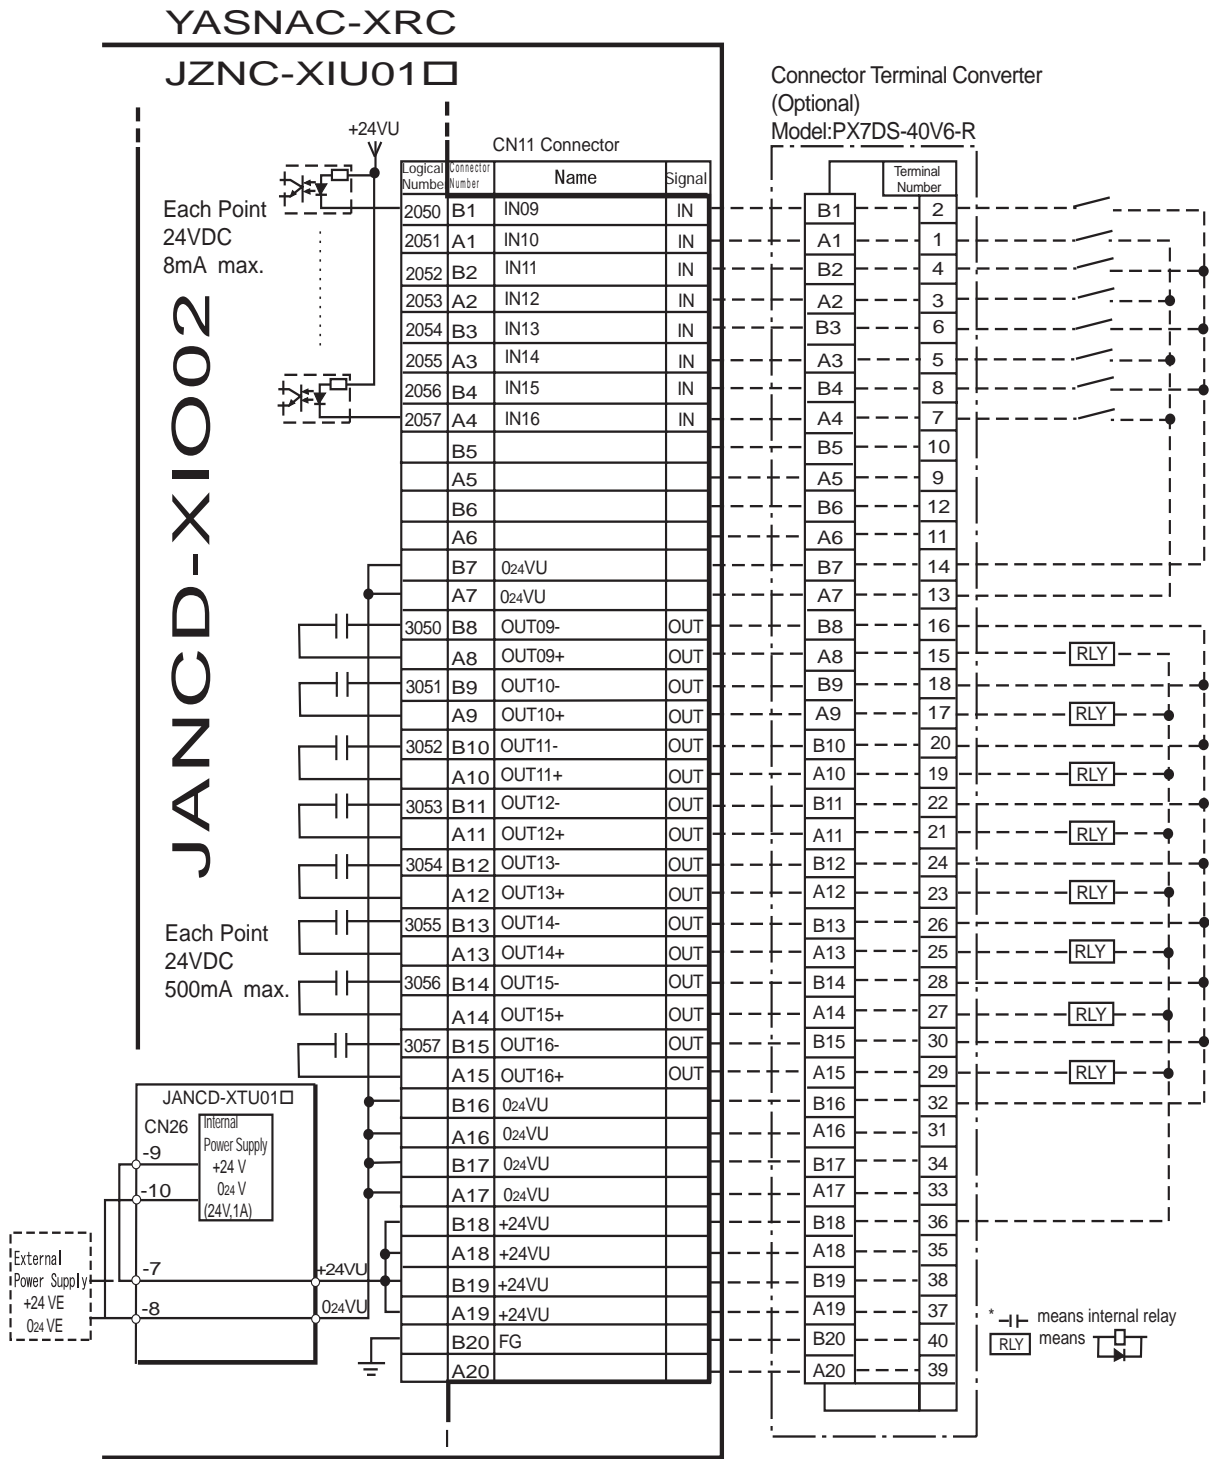 YASNAC-XRC
JZNC-XIU01□
Connector Terminal Converter
(Optional)
Model:PX7DS-40V6-R
+24VU
CN11 Connector
Logical Numbe Connector Number Name Signal
Terminal Number
Each Point
24VDC
8mA max.
JANCD-XIO02
2050 B1 IN09 IN B1 2
2051 A1 IN10 IN A1 1
2052 B2 IN11 IN B2 4
2053 A2 IN12 IN A2 3
2054 B3 IN13 IN B3 6
2055 A3 IN14 IN A3 5
2056 B4 IN15 IN B4 8
2057 A4 IN16 IN A4 7
B5 B5 10
A5 A5 9
B6 B6 12
A6 A6 11
B7 024VU B7 14
A7 024VU A7 13
3050 B8 OUT09- OUT B8 16
A8 OUT09+ OUT A8 15 RLY
3051 B9 OUT10- OUT B9 18
A9 OUT10+ OUT A9 17 RLY
3052 B10 OUT11- OUT B10 20
A10 OUT11+ OUT A10 19 RLY
3053 B11 OUT12- OUT B11 22
A11 OUT12+ OUT A11 21 RLY
3054 B12 OUT13- OUT B12 24
A12 OUT13+ OUT A12 23 RLY
3055 B13 OUT14- OUT B13 26
A13 OUT14+ OUT A13 25 RLY
3056 B14 OUT15- OUT B14 28
A14 OUT15+ OUT A14 27 RLY
3057 B15 OUT16- OUT B15 30
A15 OUT16+ OUT A15 29 RLY
B16 024VU B16 32
A16 024VU A16 31
B17 024VU B17 34
A17 024VU A17 33
B18 +24VU B18 36
A18 +24VU A18 35
B19 +24VU B19 38
A19 +24VU A19 37
B20 FG B20 40
A20 A20 39
Each Point
24VDC
500mA max.
JANCD-XTU01□
CN26
Internal
Power Supply
+24 V
024 V
(24V,1A)
-9
-10
-7
-8
+24VU
024VU
External
Power Supply
+24 VE
024 VE
* means internal relay
RLY means